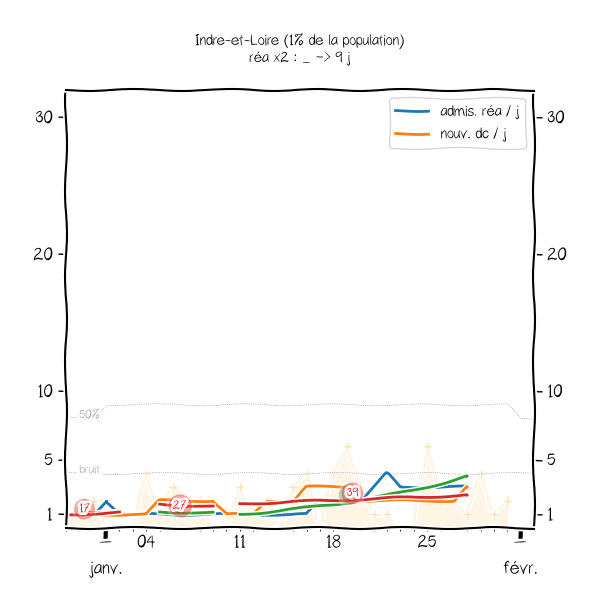 Indre-et-Loire (1% de la population)
réa x2 : _ -> 9 j
admis. réa / j
nouv. dc / j
30
30
20
20
10
10
50%
bruit
5
5
1
1
17
27
39
04
11
18
25
janv.
févr.